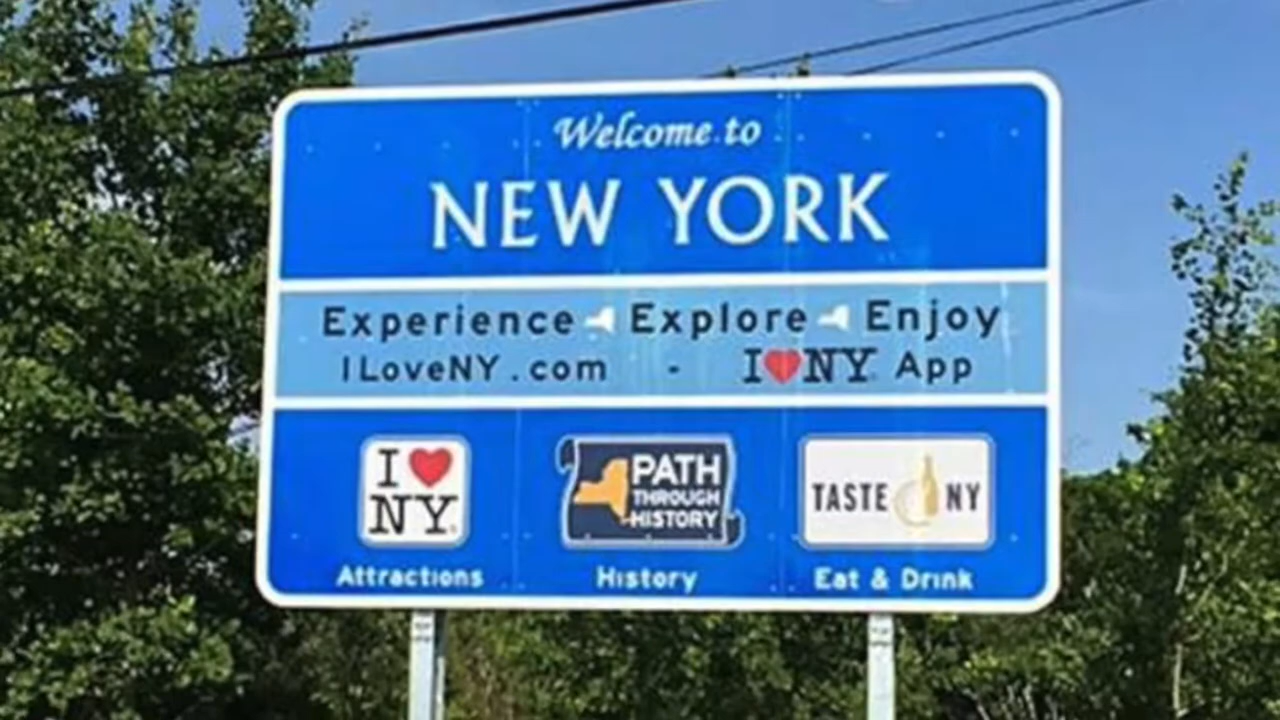 Welcome to
NEW YORK
Experience Explore Enjoy
ILoveNY.com - I❤NY App
I❤
NY
PATH
THROUGH
HISTORY
TASTE NY
Attractions History Eat & Drink